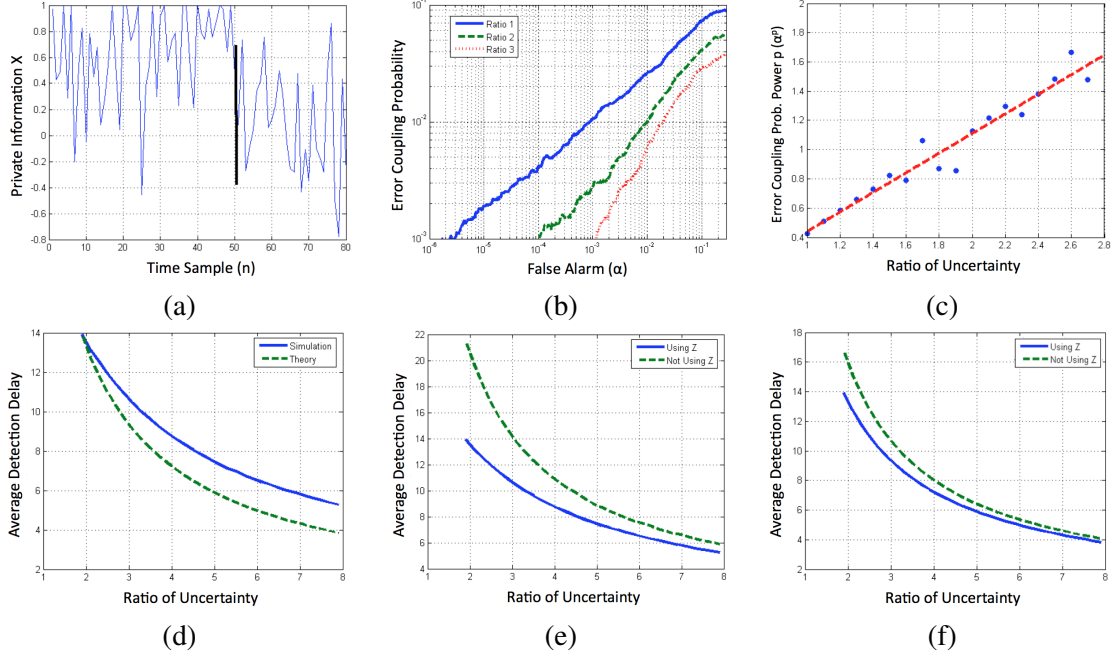 Private Information X
1
0.8
0.6
0.4
0.2
0
-0.2
-0.4
-0.6
-0.8
0 10 20 30 40 50 60 70 80
Time Sample (n)
(a)
Error Coupling Probability
10^-1
10^-2
10^-3
Ratio 1
Ratio 2
Ratio 3
10^-6 10^-5 10^-4 10^-3 10^-2 10^-1
False Alarm (α)
(b)
Error Coupling Prob. Power p (α^p)
2
1.8
1.6
1.4
1.2
1
0.8
0.6
0.4
1 1.2 1.4 1.6 1.8 2 2.2 2.4 2.6 2.8
Ratio of Uncertainty
(c)
Average Detection Delay
14
12
10
8
6
4
2
Simulation
Theory
1 2 3 4 5 6 7 8
Ratio of Uncertainty
(d)
Average Detection Delay
22
20
18
16
14
12
10
8
6
4
Using Z
Not Using Z
1 2 3 4 5 6 7 8
Ratio of Uncertainty
(e)
Average Detection Delay
18
16
14
12
10
8
6
4
2
Using Z
Not Using Z
1 2 3 4 5 6 7 8
Ratio of Uncertainty
(f)